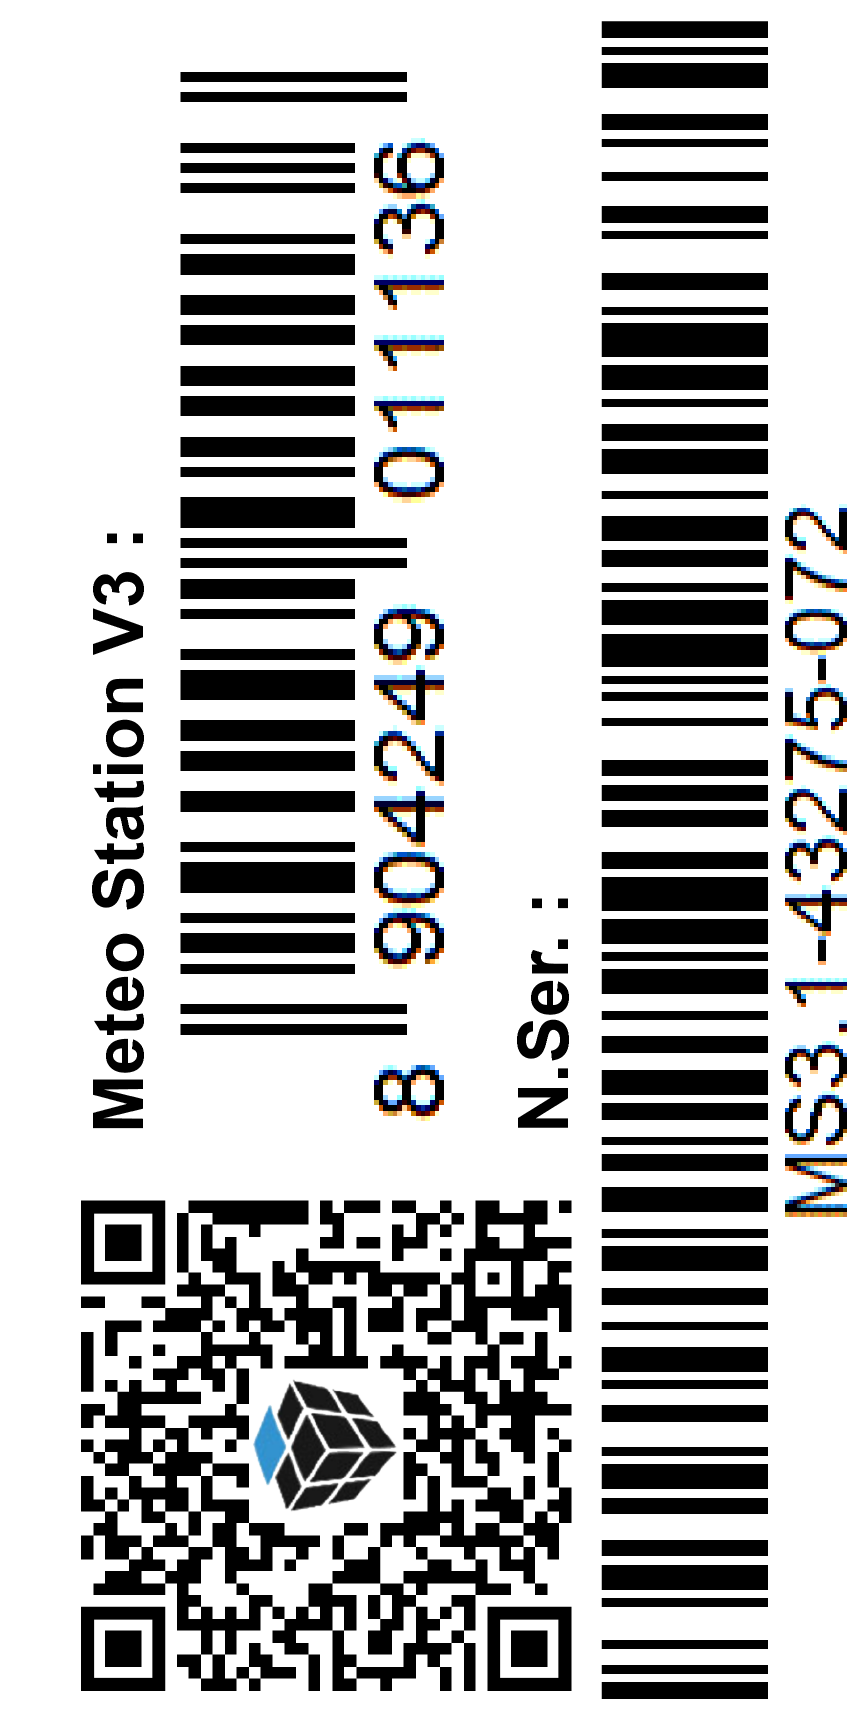 Meteo Station V3 :
8 904249 011136
N.Ser. :
MS3.1-43275-072